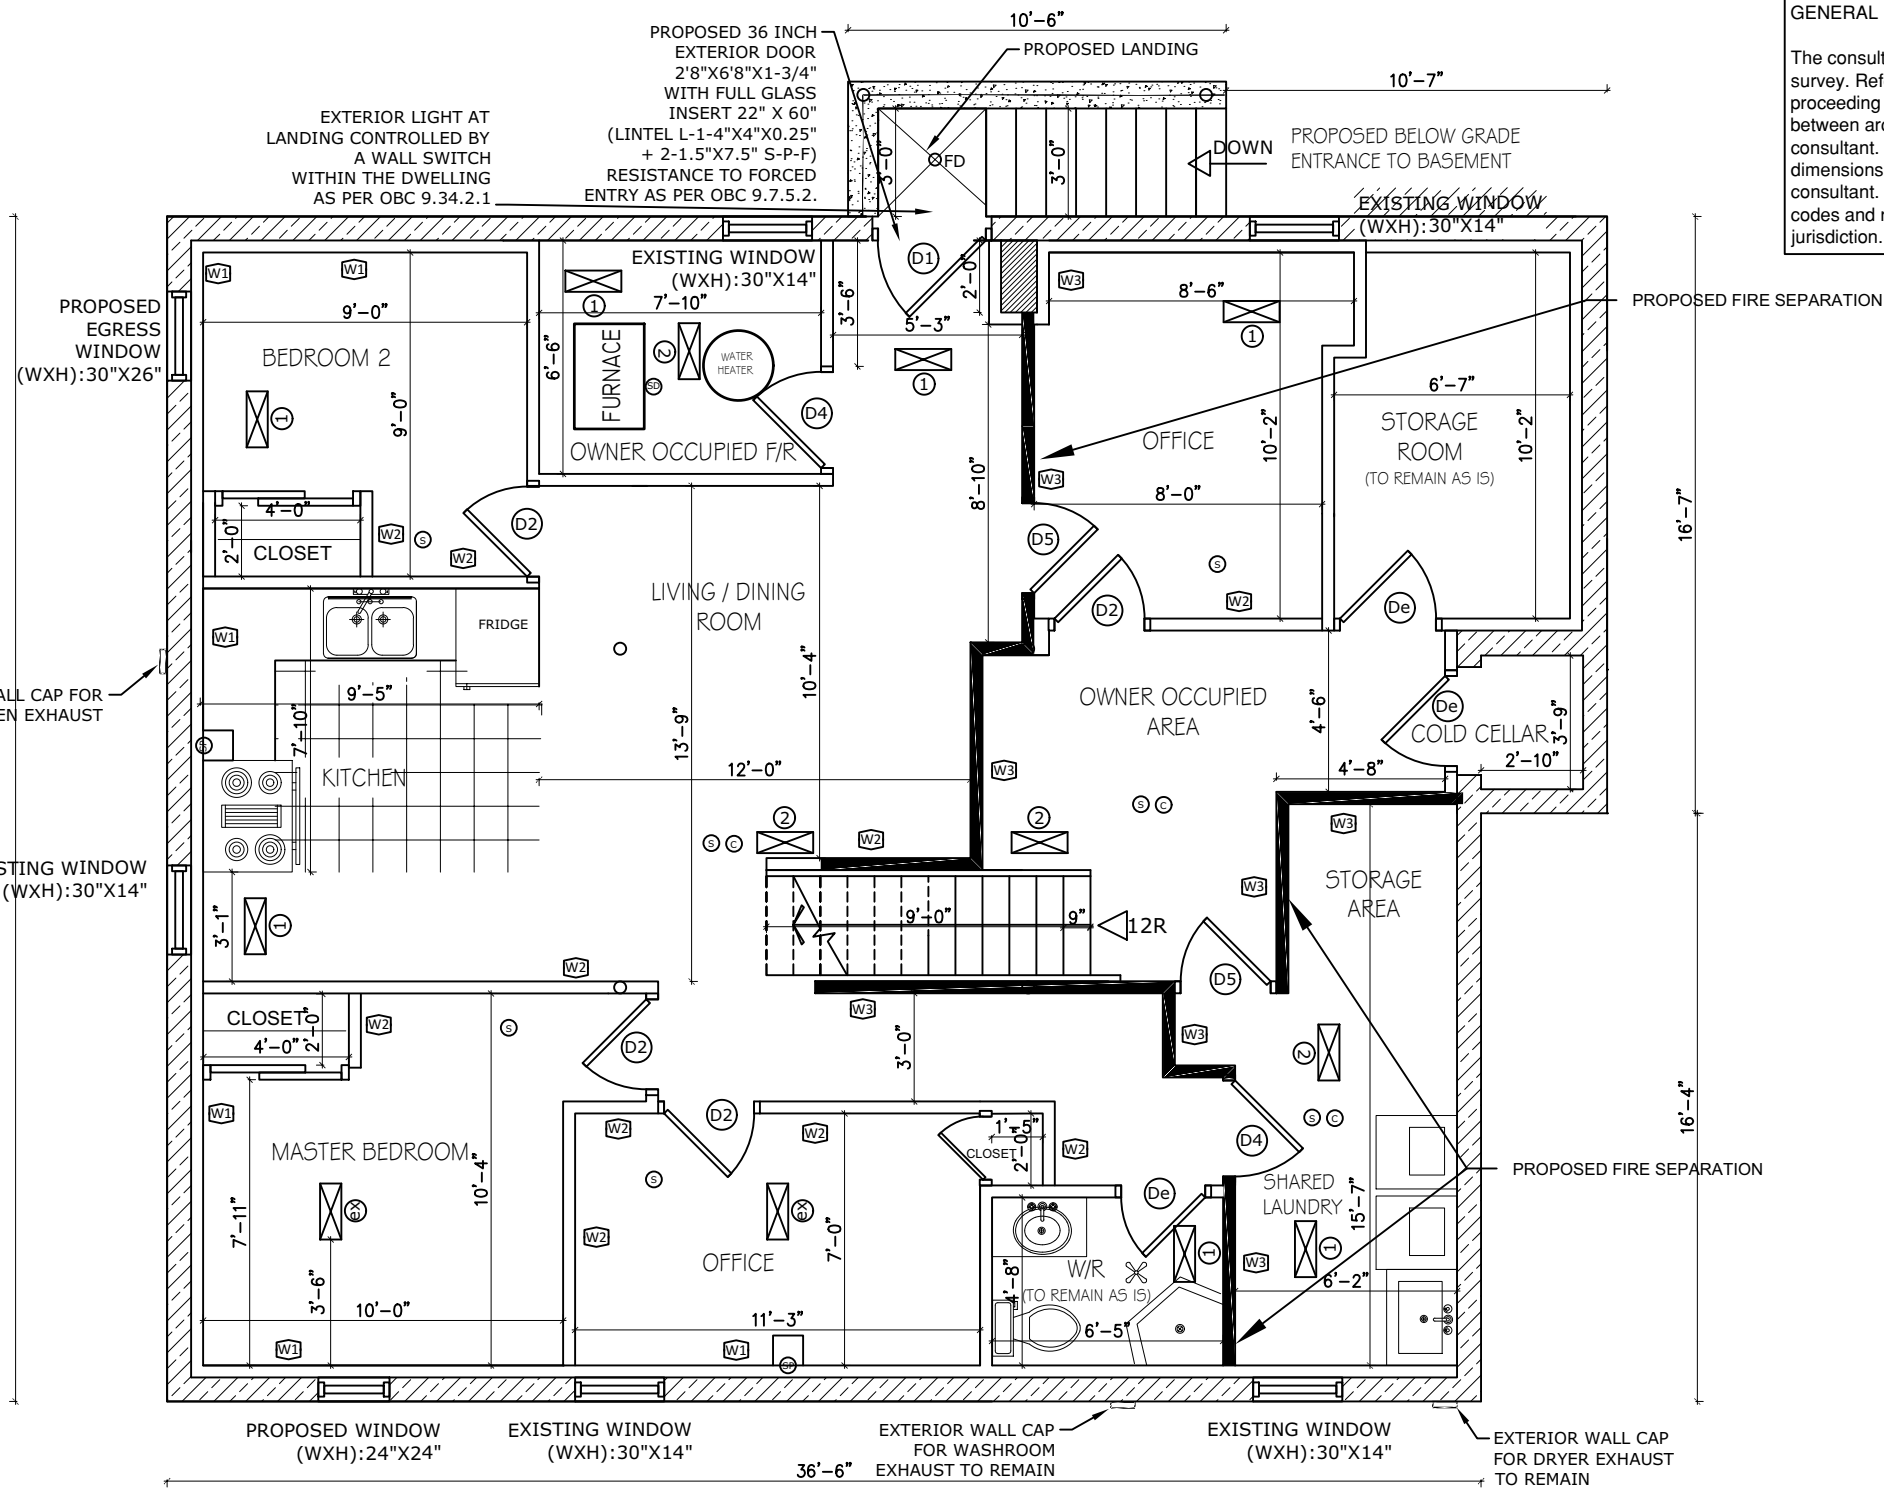 GENERAL
The consult
survey. Ref
proceeding
between arc
consultant.
dimensions
consultant.
codes and r
jurisdiction.
10'-6"
PROPOSED LANDING
10'-7"
PROPOSED 36 INCH
EXTERIOR DOOR
2'8"X6'8"X1-3/4"
WITH FULL GLASS
INSERT 22" X 60"
(LINTEL L-1-4"X4"X0.25"
+ 2-1.5"X7.5" S-P-F)
RESISTANCE TO FORCED
ENTRY AS PER OBC 9.7.5.2.
EXTERIOR LIGHT AT
LANDING CONTROLLED BY
A WALL SWITCH
WITHIN THE DWELLING
AS PER OBC 9.34.2.1
3'-0"
FD
3'-0"
DOWN
PROPOSED BELOW GRADE
ENTRANCE TO BASEMENT
EXISTING WINDOW
(WXH):30"X14"
W1
W1
EXISTING WINDOW
(WXH):30"X14"
D1
2'-0"
W3
8'-6"
1
PROPOSED FIRE SEPARATION
PROPOSED
EGRESS
WINDOW
(WXH):30"X26"
9'-0"
BEDROOM 2
9'-0"
1
1
7'-10"
6'-6"
FURNACE
2
SD
WATER
HEATER
D4
OWNER OCCUPIED F/R
3'-6"
5'-3"
1
8'-10"
W3
OFFICE
10'-2"
8'-0"
6'-7"
STORAGE
ROOM
(TO REMAIN AS IS)
10'-2"
16'-7"
4'-0"
2'-0"
CLOSET
W2
S
W2
D2
D5
S
W2
D2
De
LIVING / DINING
ROOM
10'-4"
13'-9"
12'-0"
W1
FRIDGE
9'-5"
7'-10"
KITCHEN
ALL CAP FOR
EN EXHAUST
OWNER OCCUPIED
AREA
4'-6"
De
COLD CELLAR
3'-9"
2'-10"
4'-8"
W3
S
C
2
W3
STING WINDOW
(WXH):30"X14"
3'-1"
1
S
C
2
W2
W3
STORAGE
AREA
W3
9'-0"
9"
12R
W2
D5
CLOSET
2'-0"
4'-0"
W2
S
D2
W3
3'-0"
W3
2
S
C
16'-4"
W1
MASTER BEDROOM
10'-4"
7'-11"
ex
3'-6"
10'-0"
W1
W2
D2
W2
S
W2
ex
OFFICE
7'-0"
11'-3"
W1
1'-5"
2'-0"
CLOSET
W2
De
D4
SHARED
LAUNDRY
15'-7"
W3
1
6'-2"
1
W/R
(TO REMAIN AS IS)
4'-8"
6'-5"
PROPOSED FIRE SEPARATION
PROPOSED WINDOW
(WXH):24"X24"
EXISTING WINDOW
(WXH):30"X14"
EXTERIOR WALL CAP
FOR WASHROOM
EXHAUST TO REMAIN
EXISTING WINDOW
(WXH):30"X14"
EXTERIOR WALL CAP
FOR DRYER EXHAUST
TO REMAIN
36'-6"